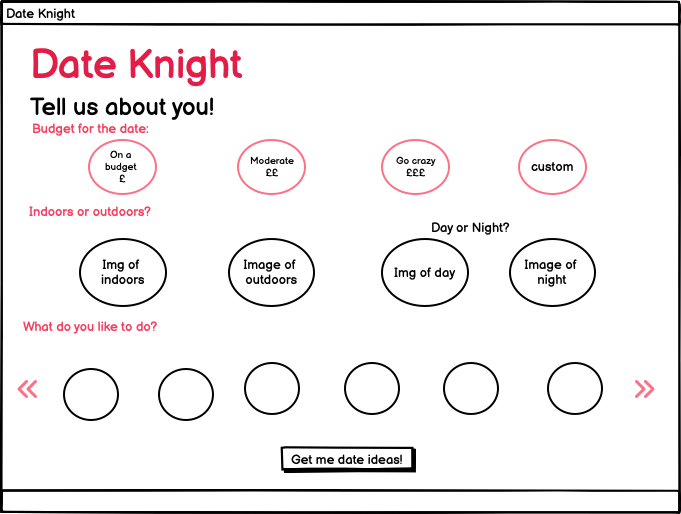 Date Knight
Date Knight
Tell us about you!
Budget for the date:
On a
budget
£
Moderate
££
Go crazy
£££
custom
Indoors or outdoors?
Day or Night?
Img of
indoors
Image of
outdoors
Img of day
Image of
night
What do you like to do?
Get me date ideas!